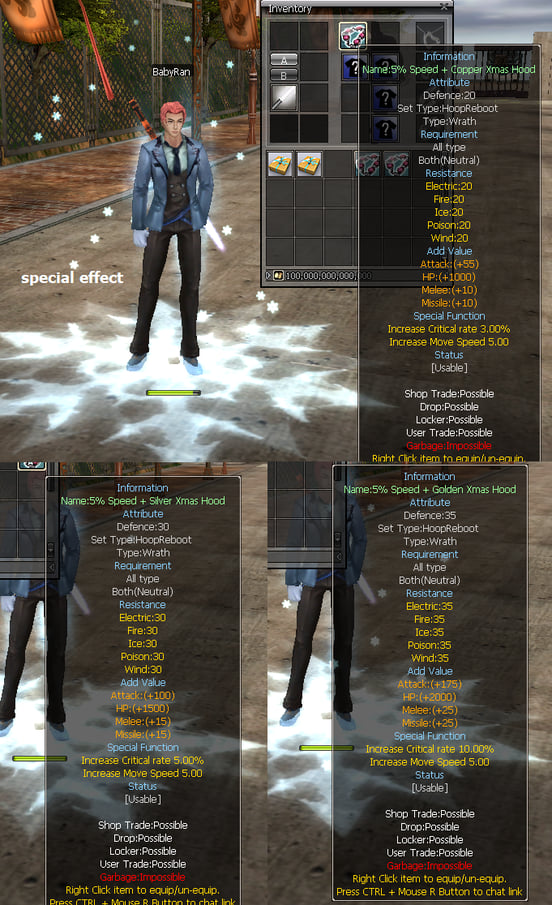 Inventory
BabyRan
A
B
?
?
?
100,000,000,000,000
special effect
Information
Name:5% Speed + Copper Xmas Hood
Attribute
Defence:20
Set Type:HoopReboot
Type:Wrath
Requirement
All type
Both(Neutral)
Resistance
Electric:20
Fire:20
Ice:20
Poison:20
Wind:20
Add Value
Attack:(+55)
HP:(+1000)
Melee:(+10)
Missile:(+10)
Special Function
Increase Critical rate 3.00%
Increase Move Speed 5.00
Status
[Usable]
Shop Trade:Possible
Drop:Possible
Locker:Possible
User Trade:Possible
Garbage:Impossible
Right Click item to equip/un-equip.
Information
Name:5% Speed + Silver Xmas Hood
Attribute
Defence:30
Set Type:HoopReboot
Type:Wrath
Requirement
All type
Both(Neutral)
Resistance
Electric:30
Fire:30
Ice:30
Poison:30
Wind:30
Add Value
Attack:(+100)
HP:(+1500)
Melee:(+15)
Missile:(+15)
Special Function
Increase Critical rate 5.00%
Increase Move Speed 5.00
Status
[Usable]
Shop Trade:Possible
Drop:Possible
Locker:Possible
User Trade:Possible
Garbage:Impossible
Right Click item to equip/un-equip.
Press CTRL + Mouse R Button to chat link
Information
Name:5% Speed + Golden Xmas Hood
Attribute
Defence:35
Set Type:HoopReboot
Type:Wrath
Requirement
All type
Both(Neutral)
Resistance
Electric:35
Fire:35
Ice:35
Poison:35
Wind:35
Add Value
Attack:(+175)
HP:(+2000)
Melee:(+25)
Missile:(+25)
Special Function
Increase Critical rate 10.00%
Increase Move Speed 5.00
Status
[Usable]
Shop Trade:Possible
Drop:Possible
Locker:Possible
User Trade:Possible
Garbage:Impossible
Right Click item to equip/un-equip.
Press CTRL + Mouse R Button to chat link